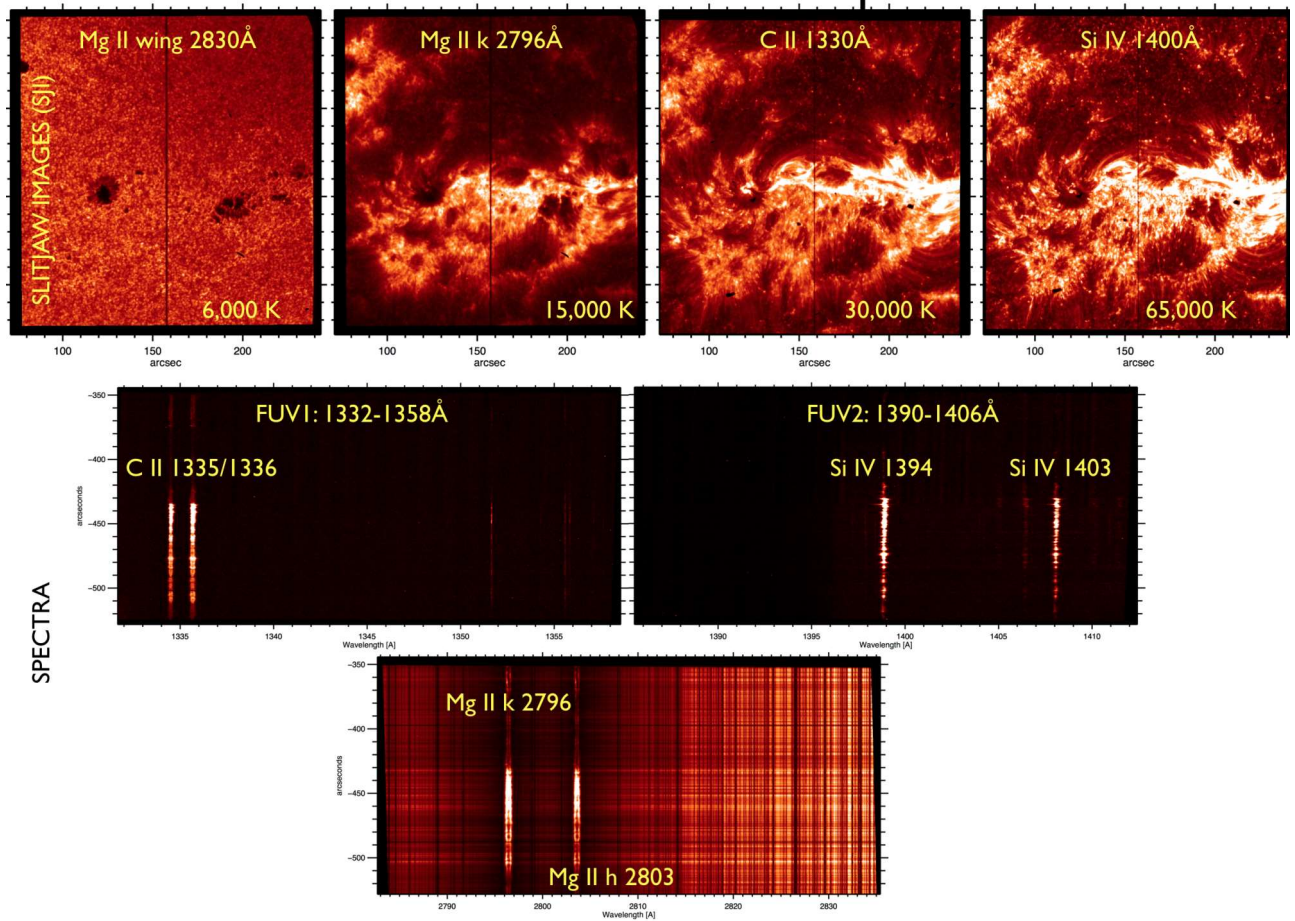 Mg II wing 2830Å
Mg II k 2796Å
C II 1330Å
Si IV 1400Å
SLITJAW IMAGES (SJI)
6,000 K
15,000 K
30,000 K
65,000 K
100 150 200
100 150 200
100 150 200
100 150 200
arcsec
arcsec
arcsec
arcsec
SPECTRA
FUV1: 1332-1358Å
FUV2: 1390-1406Å
C II 1335/1336
Si IV 1394
Si IV 1403
-350
-400
-450
-500
arcseconds
1335 1340 1345 1350 1355
Wavelength [A]
1390 1395 1400 1405 1410
Wavelength [A]
Mg II k 2796
Mg II h 2803
-350
-400
-450
-500
arcseconds
2790 2800 2810 2820 2830
Wavelength [A]